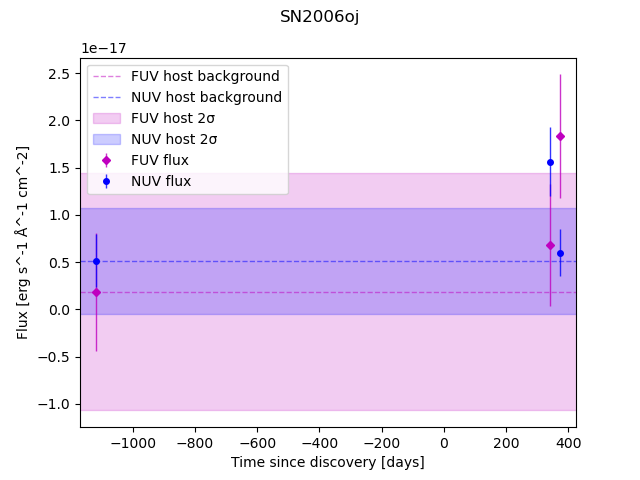 SN2006oj
1e−17
FUV host background
NUV host background
FUV host 2σ
NUV host 2σ
FUV flux
NUV flux
2.5
2.0
1.5
1.0
0.5
0.0
−0.5
−1.0
Flux [erg s^-1 Å^-1 cm^-2]
−1000
−800
−600
−400
−200
0
200
400
Time since discovery [days]